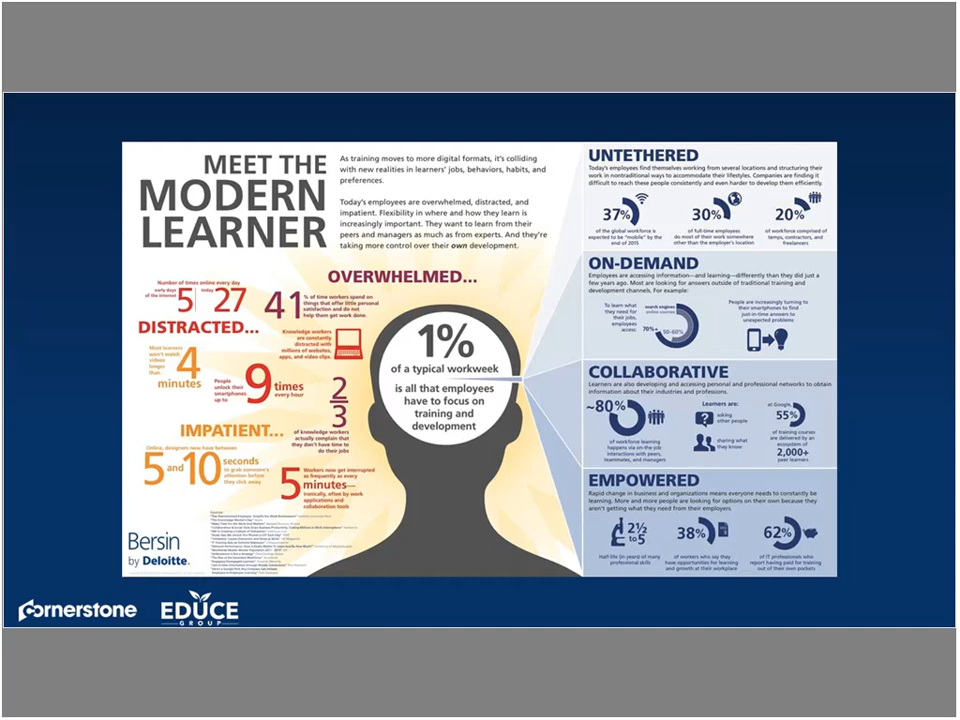 MEET THE
MODERN
LEARNER
As training moves to more digital formats, it's colliding
with new realities in learners' jobs, behaviors, habits, and
preferences.
Today's employees are overwhelmed, distracted, and
impatient. Flexibility in where and how they learn is
increasingly important. They want to learn from their
peers and managers as much as from experts. And they're
taking more control over their own development.
OVERWHELMED...
Number of times online every day
early days
of the Internet
5
today
27
41
% of time workers spend on
things that offer little personal
satisfaction and do not
help them get work done.
DISTRACTED...
Knowledge workers
are constantly
distracted with
millions of websites,
apps, and video clips.
Most learners
won't watch
videos
longer than
4
minutes
People
unlock their
smartphones
up to
9 times
every hour
2
3
of knowledge workers
actually complain that
they don't have time to
do their jobs
IMPATIENT...
Online, designers now have between
5 and 10 seconds
to grab someone's
attention before
they click away
5
Workers now get interrupted
as frequently as every
minutes—
ironically, often by work
applications and
collaboration tools
1%
of a typical workweek
is all that employees
have to focus on
training and
development
UNTETHERED
Today's employees find themselves working from several locations and structuring their
work in nontraditional ways to accommodate their lifestyles. Companies are finding it
difficult to reach these people consistently and even harder to develop them efficiently.
37%
of the global workforce is
expected to be "mobile" by the
end of 2015
30%
of full-time employees
do most of their work somewhere
other than the employer's location
20%
of workforce comprised of
temps, contractors, and
freelancers
ON-DEMAND
Employees are accessing information—and learning—differently than they did just a
few years ago. Most are looking for answers outside of traditional training and
development channels. For example:
To learn what
they need for
their jobs,
employees
access:
search engines
online courses
70%+
50-60%
People are increasingly turning to
their smartphones to find
just-in-time answers to
unexpected problems
COLLABORATIVE
Learners are also developing and accessing personal and professional networks to obtain
information about their industries and professions.
~80%
of workforce learning
happens via on-the-job
interactions with peers,
teammates, and managers
Learners are:
asking
other people
sharing what
they know
at Google,
55%
of training courses
are delivered by an
ecosystem of
2,000+
peer learners
EMPOWERED
Rapid change in business and organizations means everyone needs to constantly be
learning. More and more people are looking for options on their own because they
aren't getting what they need from their employers.
2½
to 5
Half-life (in years) of many
professional skills
38%
of workers who say they
have opportunities for learning
and growth at their workplace
62%
of IT professionals who
report having paid for training
out of their own pockets
Bersin
by Deloitte.
Cornerstone
EDUCE
GROUP